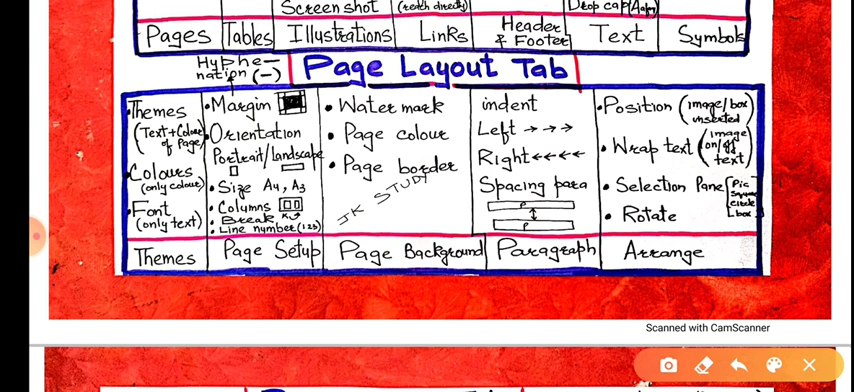 Screen shot
(reach directly)
Drop cap (Aafm)
Pages
Tables
Illustrations
Links
Header
& Footer
Text
Symbols
Hyphe-
nation (-)
Page Layout Tab
• Themes
(Text+Colour
of Page)
• Colours
(only colour)
• Font
(only text)
Themes
• Margin
• Orientation
Portrait/Landscape
• Size A4, A3
• Columns
• Break
• Line number (123)
Page Setup
• Water mark
• Page colour
• Page border
JK STUDY
Page Background
indent
Left →→→
Right ←←←←
Spacing para
P
P
Paragraph
• Position (image/box
inserted)
• Wrap text (image
on/off
text)
• Selection Pane [Pic
Square
Circle
box]
• Rotate
Arrange
Scanned with CamScanner